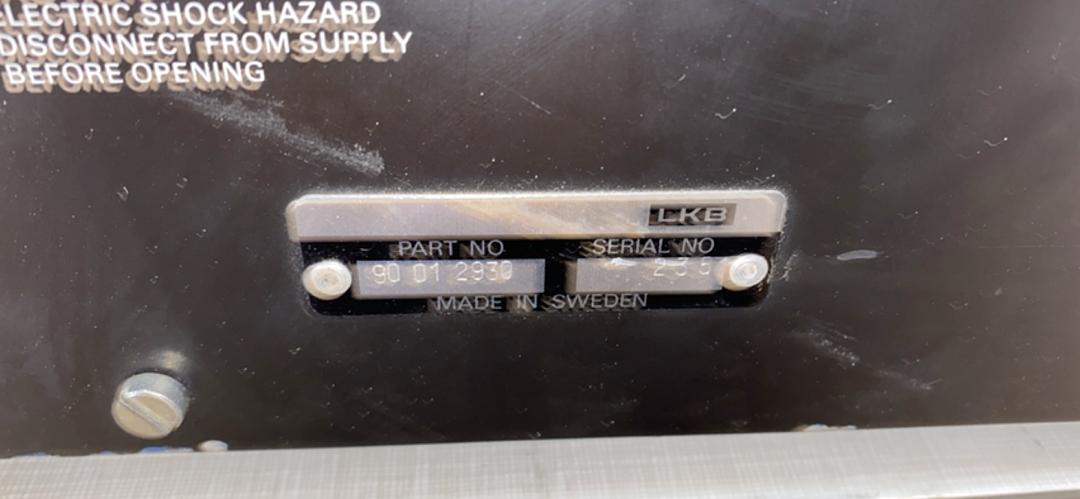 ELECTRIC SHOCK HAZARD
DISCONNECT FROM SUPPLY
BEFORE OPENING
LKB
PART NO SERIAL NO
90 01 2930 235
MADE IN SWEDEN